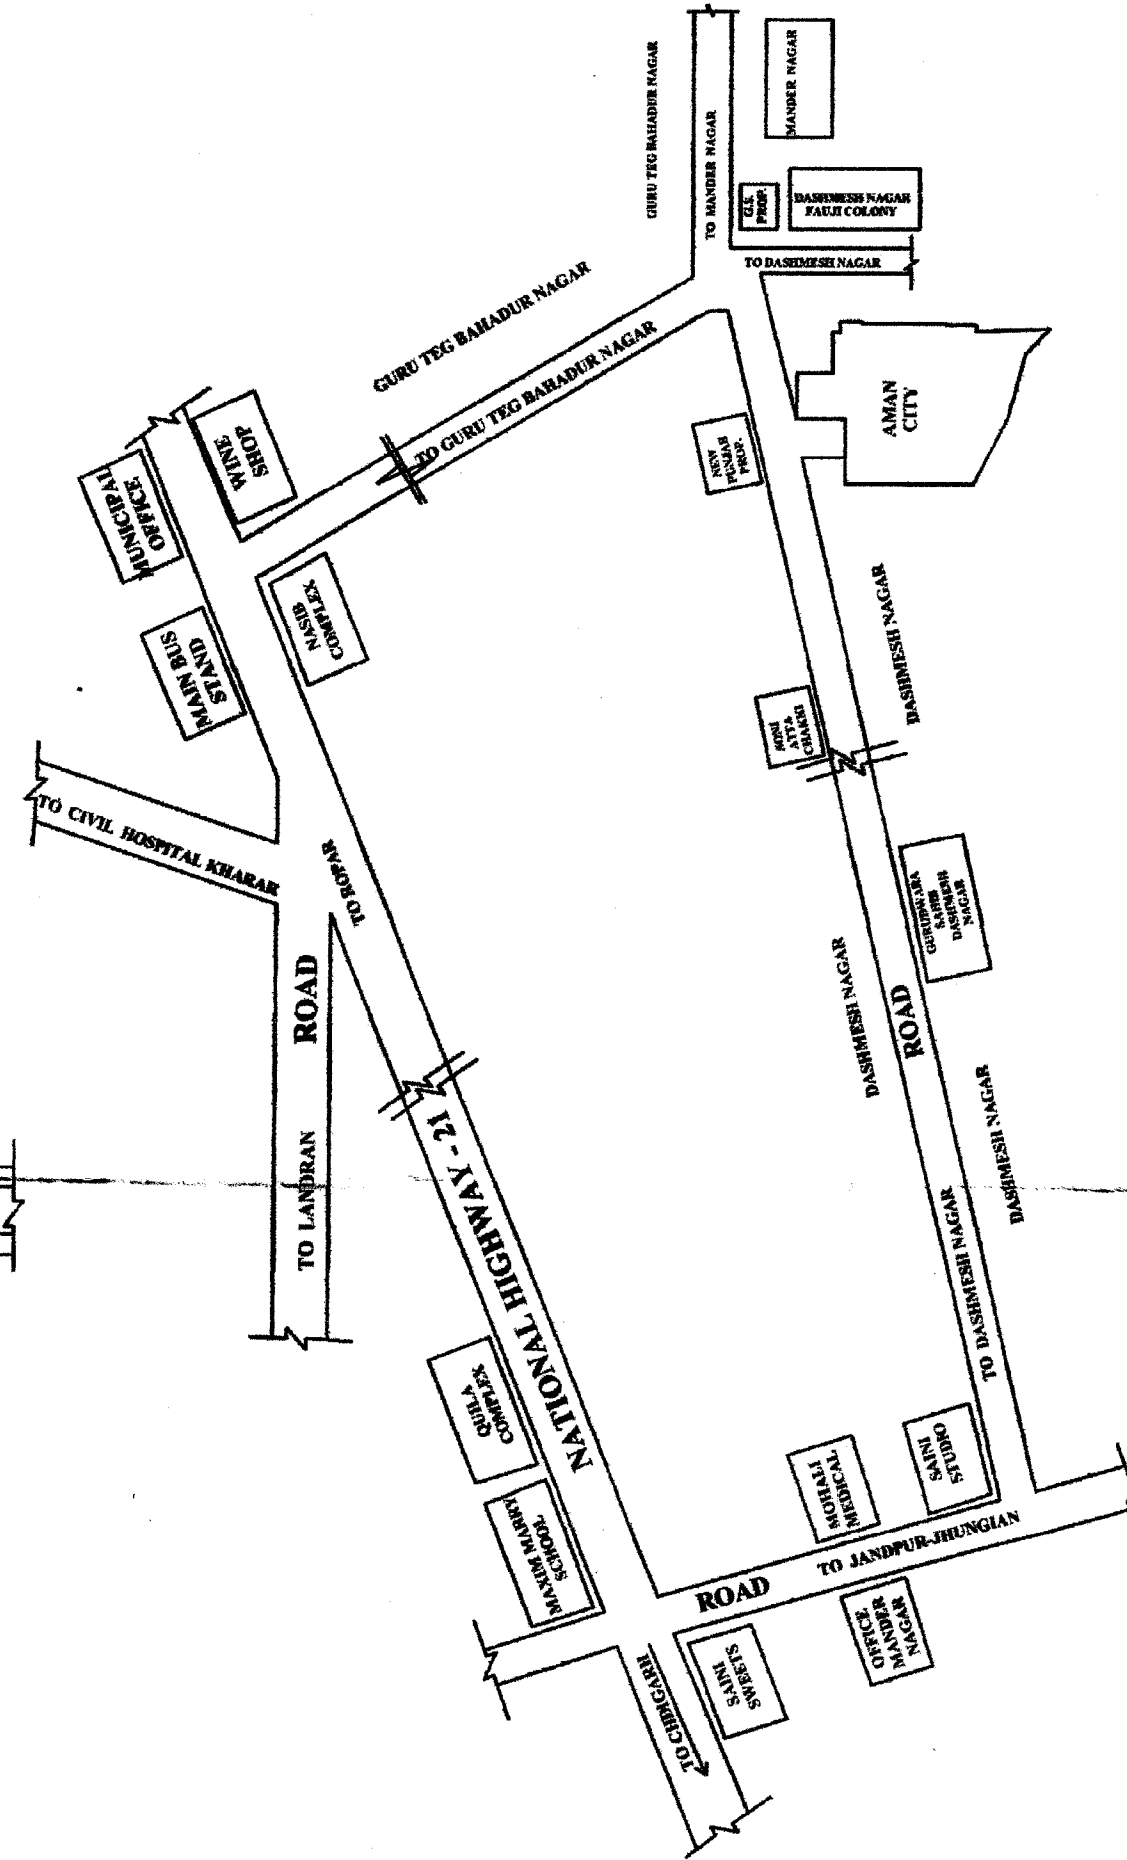 GURU TEG BAHADUR NAGAR
TO MANDER NAGAR
MANDER NAGAR
G.S.
PROP.
DASHMESH NAGAR
FAUJI COLONY
TO DASHMESH NAGAR
GURU TEG BAHADUR NAGAR
TO GURU TEG BAHADUR NAGAR
AMAN
CITY
WINE
SHOP
MUNICIPAL
OFFICE
NEW
PUNJAB
PROP.
NASIB
COMPLEX
MAIN BUS
STAND
DASHMESH NAGAR
SONI
ATTA
CHAKKI
TO CIVIL HOSPITAL KHARAR
TO ROPAR
GURUDWARA
SAHIB
DASHMESH
NAGAR
ROAD
TO LANDRAN
DASHMESH NAGAR
ROAD
DASHMESH NAGAR
TO DASHMESH NAGAR
NATIONAL HIGHWAY - 21
QUILA
COMPLEX
MAXIM MARRY
SCHOOL
MOHALI
MEDICAL
SAINI
STUDIO
ROAD
TO JANDPUR-JHUNGIAN
OFFICE
MANDER
NAGAR
SAINI
SWEETS
TO CHDIGARH